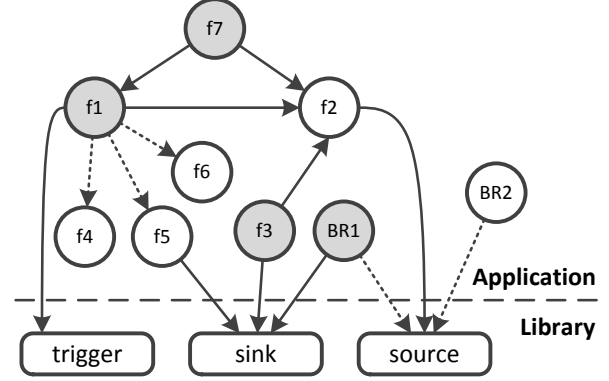 f7
f1
f2
f6
BR2
f4
f5
f3
BR1
Application
Library
trigger
sink
source